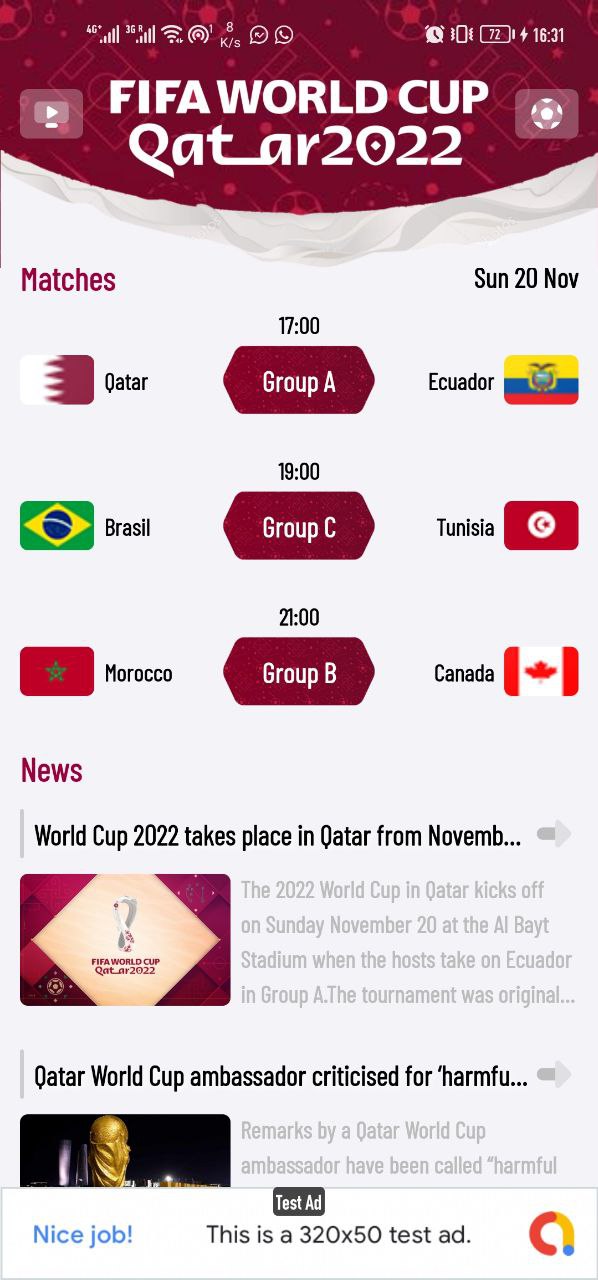 4G+ 3G R 1 8 K/s 72 16:31
FIFA WORLD CUP
Qatar2022
Matches Sun 20 Nov
17:00
Qatar Group A Ecuador
19:00
Brasil Group C Tunisia
21:00
Morocco Group B Canada
News
World Cup 2022 takes place in Qatar from Novemb...
The 2022 World Cup in Qatar kicks off
on Sunday November 20 at the Al Bayt
Stadium when the hosts take on Ecuador
in Group A.The tournament was original...
FIFA WORLD CUP
Qatar2022
Qatar World Cup ambassador criticised for ‘harmfu...
Remarks by a Qatar World Cup
ambassador have been called “harmful
Test Ad
Nice job! This is a 320x50 test ad.